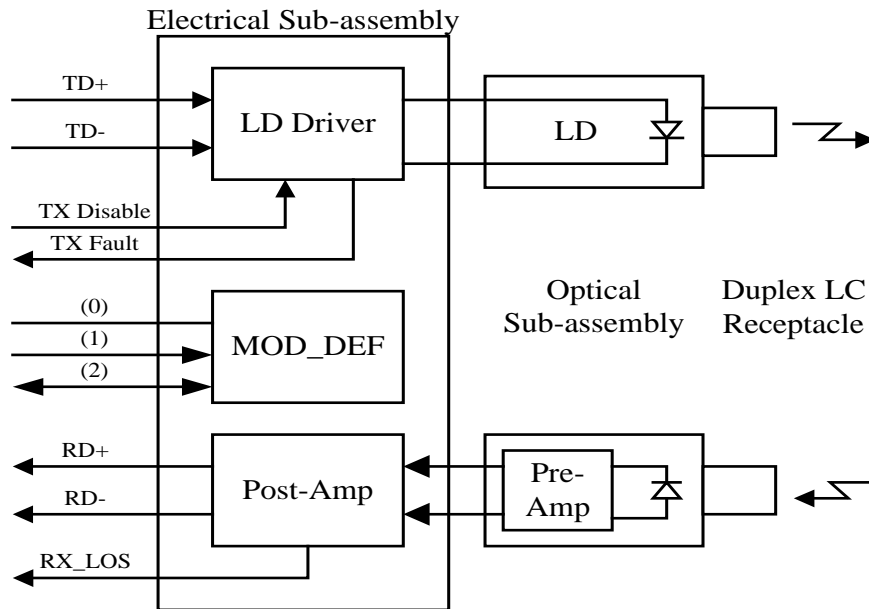 Electrical Sub-assembly
TD+
TD-
LD Driver
LD
TX Disable
TX Fault
(0)
(1)
(2)
MOD_DEF
Optical
Sub-assembly
Duplex LC
Receptacle
RD+
RD-
Post-Amp
Pre-
Amp
RX_LOS